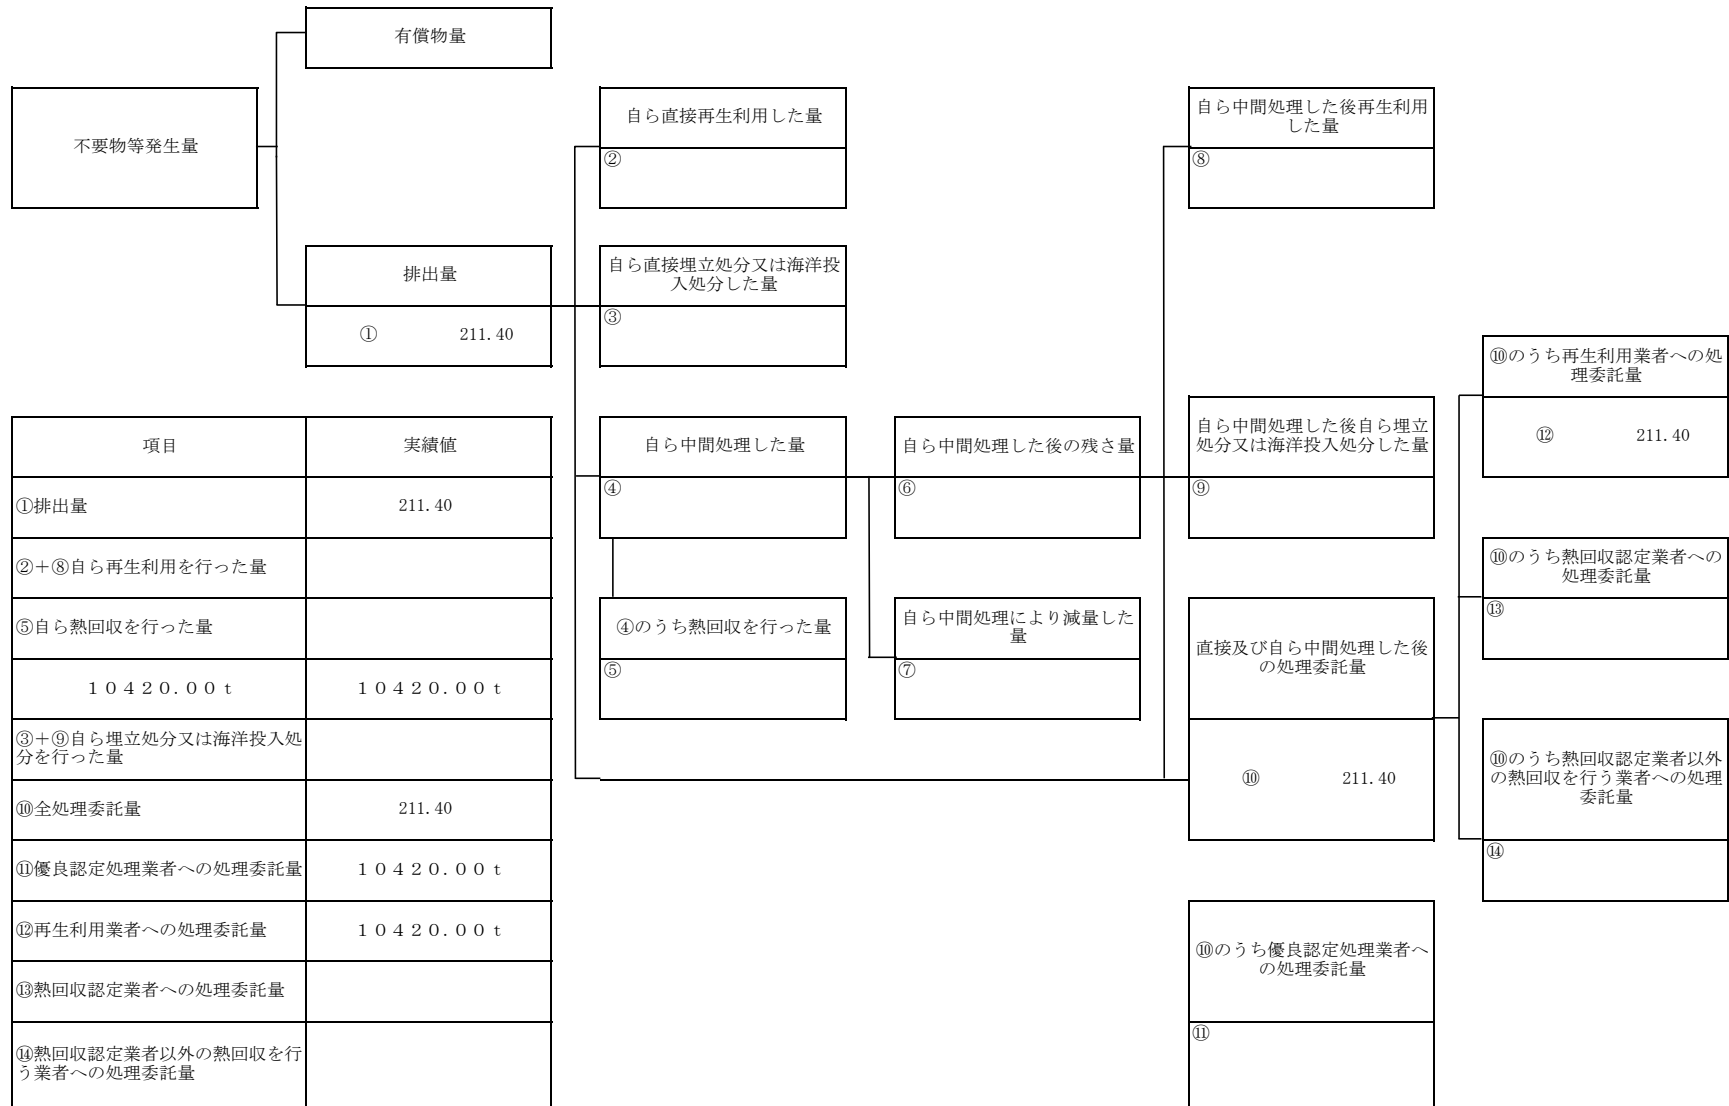 有償物量
不要物等発生量
自ら直接再生利用した量
②
自ら中間処理した後再生利用
した量
⑧
排出量
① 211.40
自ら直接埋立処分又は海洋投
入処分した量
③
⑩のうち再生利用業者への処
理委託量
⑫ 211.40
自ら中間処理した量
④
自ら中間処理した後の残さ量
⑥
自ら中間処理した後自ら埋立
処分又は海洋投入処分した量
⑨
⑩のうち熱回収認定業者への
処理委託量
⑬
④のうち熱回収を行った量
⑤
自ら中間処理により減量した
量
⑦
直接及び自ら中間処理した後
の処理委託量
⑩ 211.40
⑩のうち熱回収認定業者以外
の熱回収を行う業者への処理
委託量
⑭
⑩のうち優良認定処理業者へ
の処理委託量
⑪
項目 実績値
①排出量 211.40
②＋⑧自ら再生利用を行った量
⑤自ら熱回収を行った量
１０４２０.００ｔ １０４２０.００ｔ
③＋⑨自ら埋立処分又は海洋投入処
分を行った量
⑩全処理委託量 211.40
⑪優良認定処理業者への処理委託量 １０４２０.００ｔ
⑫再生利用業者への処理委託量 １０４２０.００ｔ
⑬熱回収認定業者への処理委託量
⑭熱回収認定業者以外の熱回収を行
う業者への処理委託量